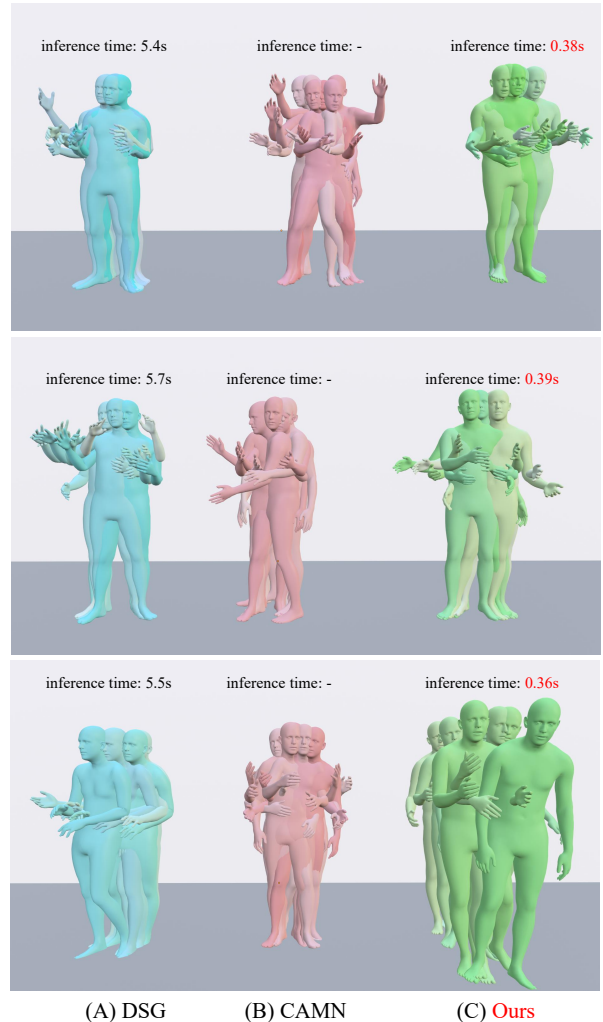 inference time: 5.4s
inference time: -
inference time: 0.38s
inference time: 5.7s
inference time: -
inference time: 0.39s
inference time: 5.5s
inference time: -
inference time: 0.36s
(A) DSG
(B) CAMN
(C) Ours